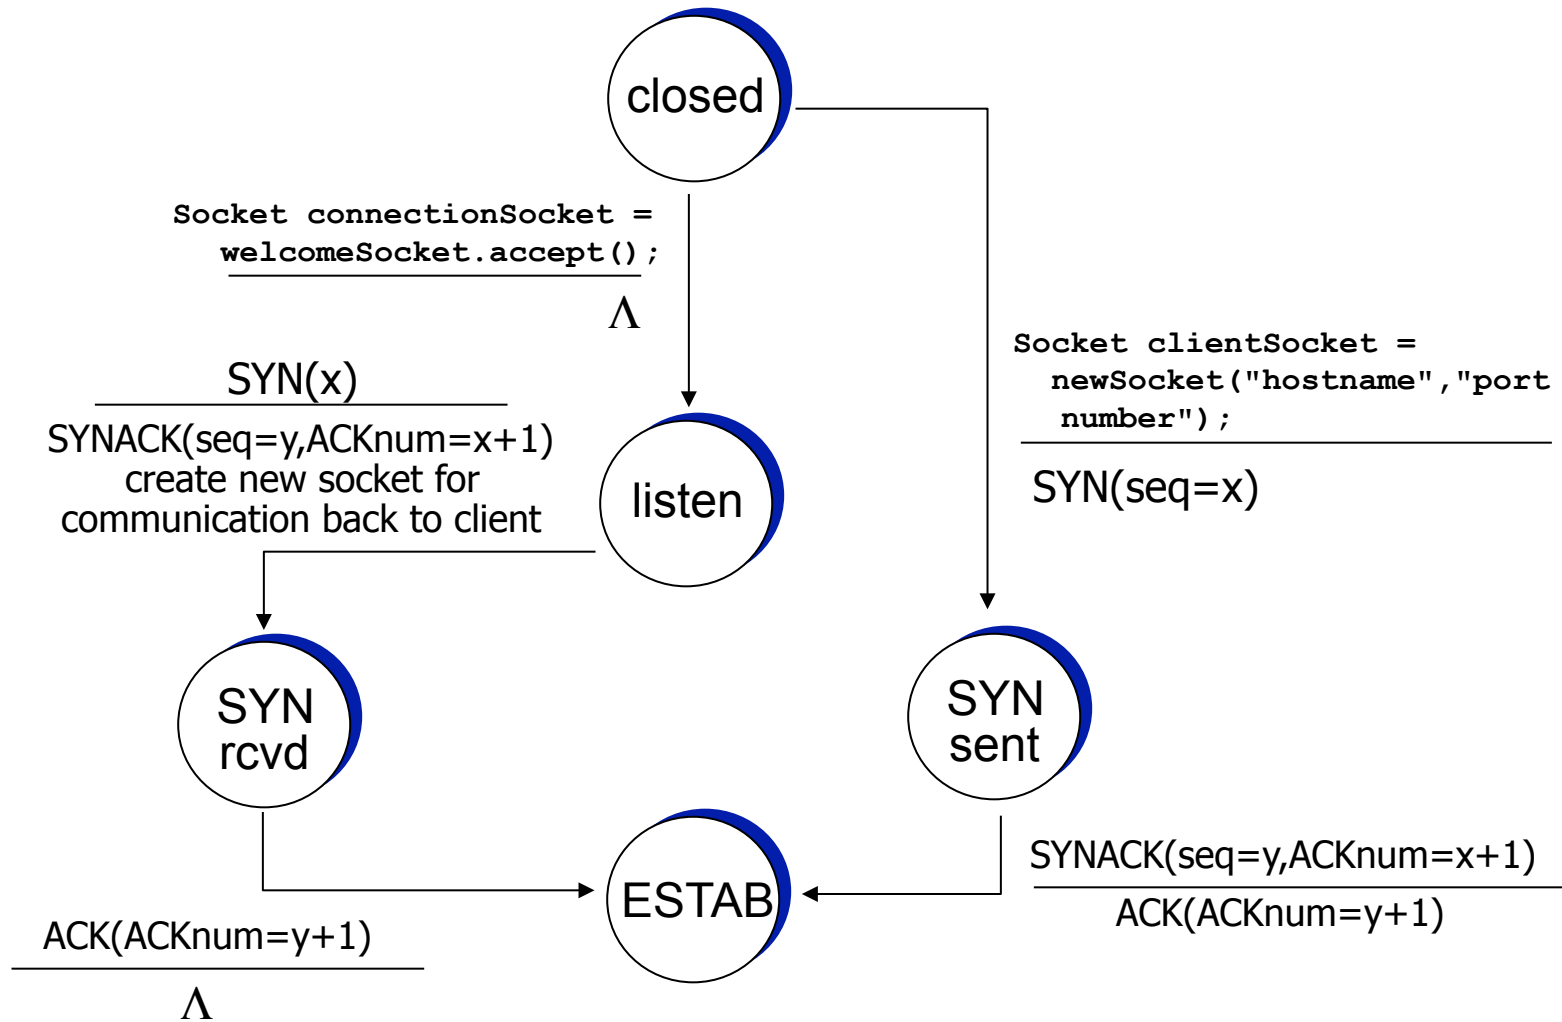 closed
Socket connectionSocket =
welcomeSocket.accept();
Λ
Socket clientSocket =
newSocket("hostname","port
number");
SYN(seq=x)
SYN(x)
SYNACK(seq=y,ACKnum=x+1)
create new socket for
communication back to client
listen
SYN
rcvd
SYN
sent
ESTAB
SYNACK(seq=y,ACKnum=x+1)
ACK(ACKnum=y+1)
ACK(ACKnum=y+1)
Λ